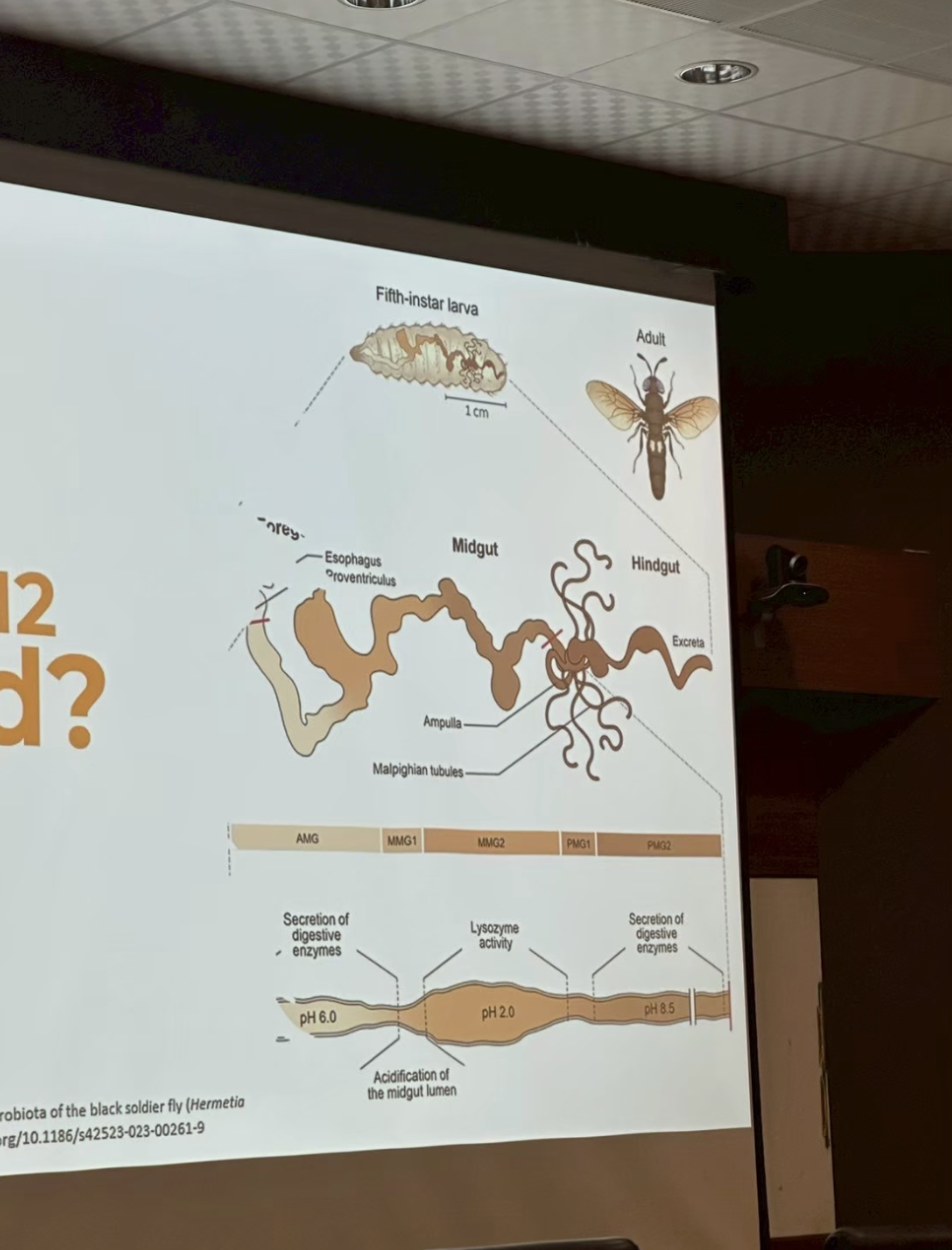 Fifth-instar larva
Adult
1 cm
Esophagus
Proventriculus
Midgut
Hindgut
12
d?
Excreta
Ampulla
Malpighian tubules
AMG
MMG1
MMG2
PMG1
PMG2
Secretion of
digestive
enzymes
Lysozyme
activity
Secretion of
digestive
enzymes
pH 6.0
pH 2.0
pH 8.5
Acidification of
the midgut lumen
robiota of the black soldier fly (Hermetia
org/10.1186/s42523-023-00261-9